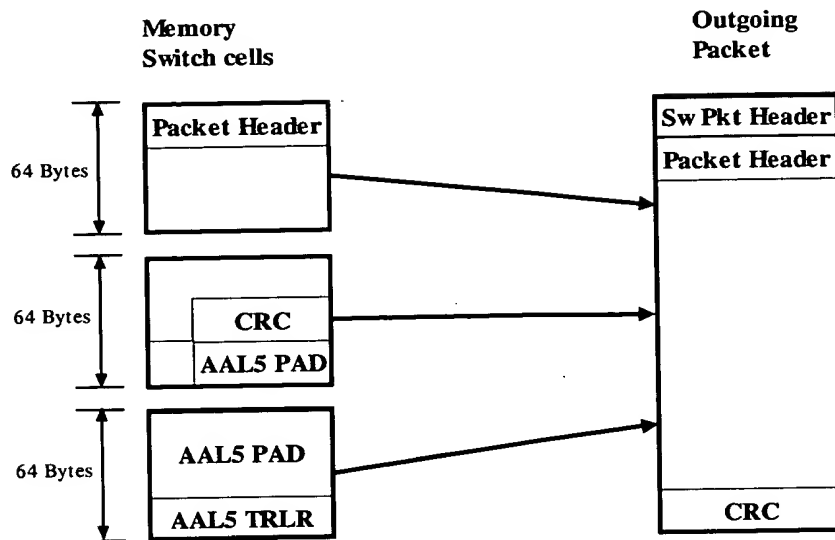 Memory
Switch cells
Outgoing
Packet
64 Bytes
Packet Header
64 Bytes
CRC
AAL5 PAD
64 Bytes
AAL5 PAD
AAL5 TRLR
Sw Pkt Header
Packet Header
CRC